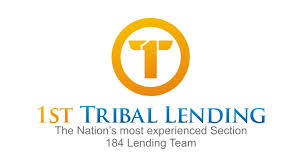 1ST TRIBAL LENDING
The Nation's most experienced Section
184 Lending Team